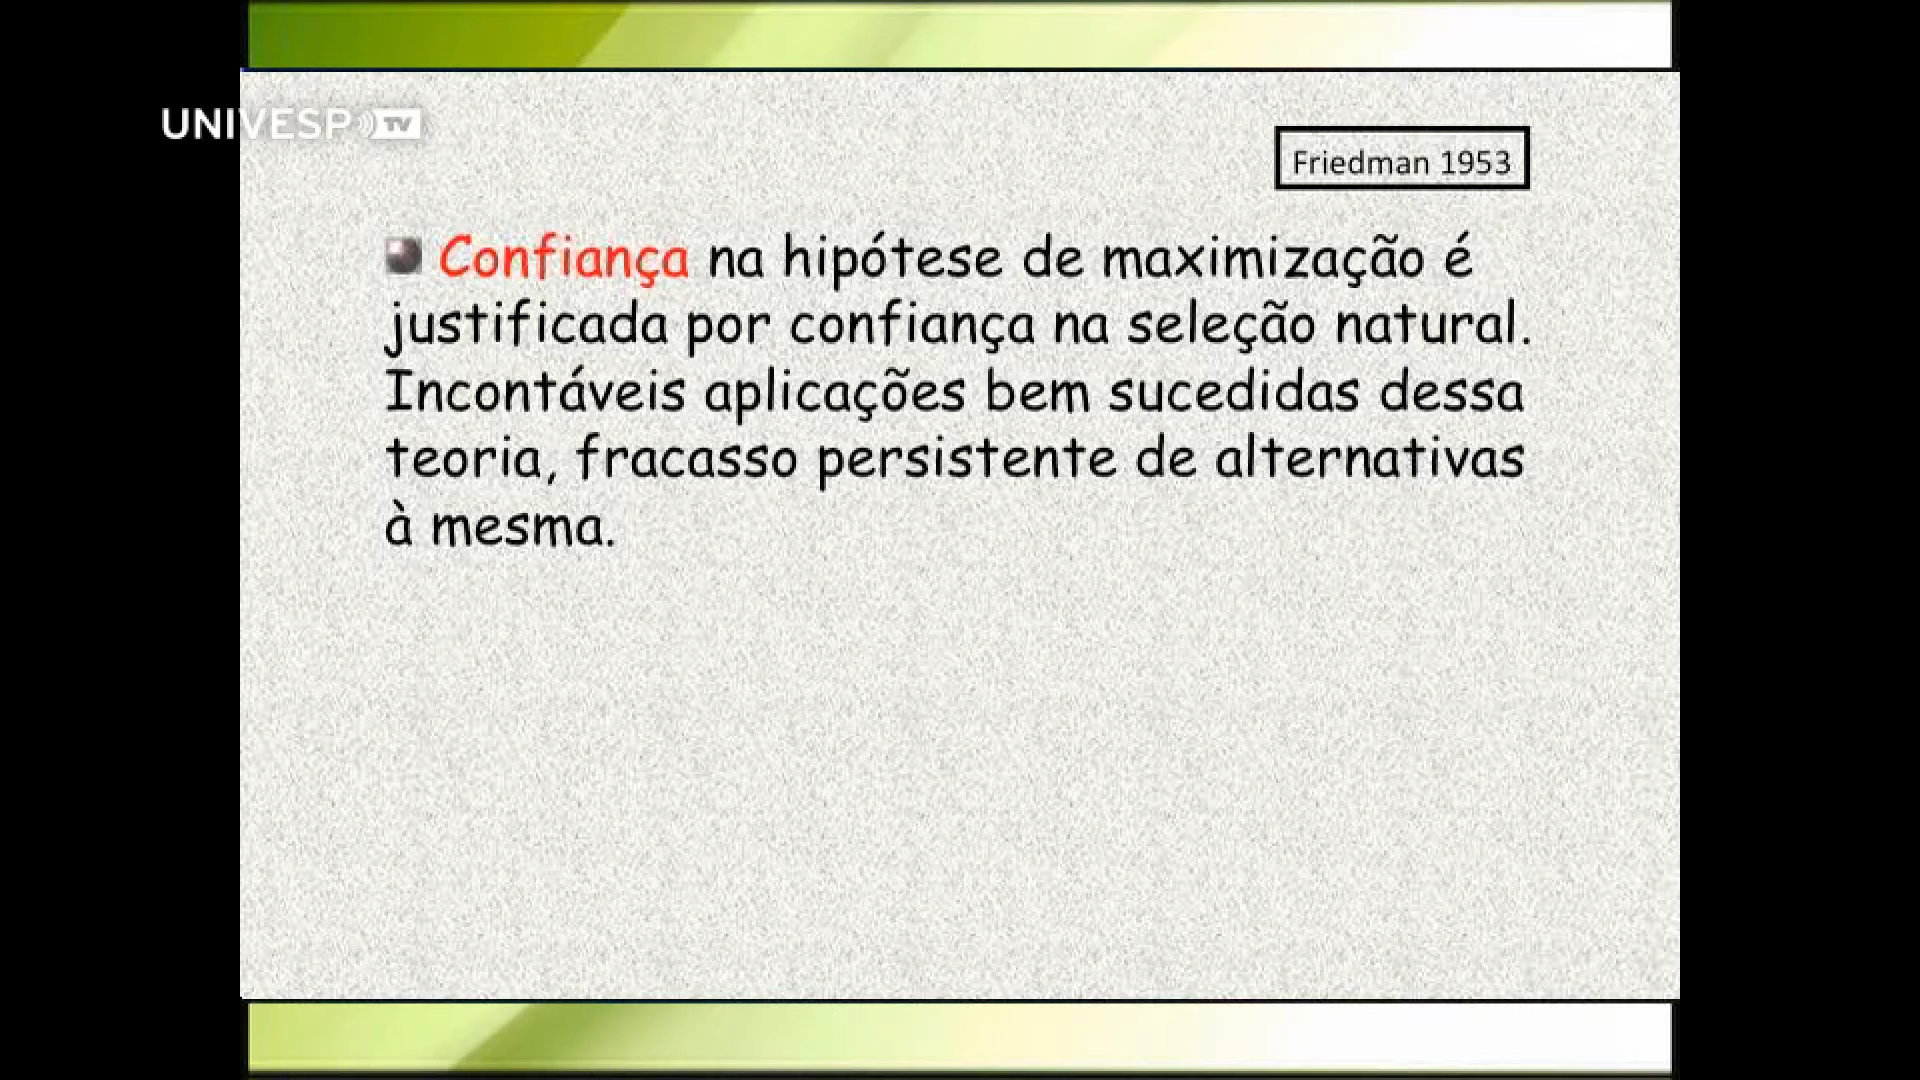 UNIVESP TV
Friedman 1953
Confiança na hipótese de maximização é
justificada por confiança na seleção natural.
Incontáveis aplicações bem sucedidas dessa
teoria, fracasso persistente de alternativas
à mesma.